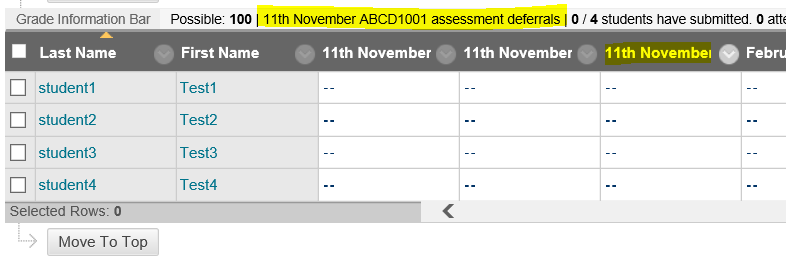 Grade Information Bar Possible: 100 | 11th November ABCD1001 assessment deferrals | 0 / 4 students have submitted. 0 atte
Last Name First Name 11th November 11th November 11th November Febru
student1 Test1 -- -- -- --
student2 Test2 -- -- -- --
student3 Test3 -- -- -- --
student4 Test4 -- -- -- --
Selected Rows: 0
Move To Top